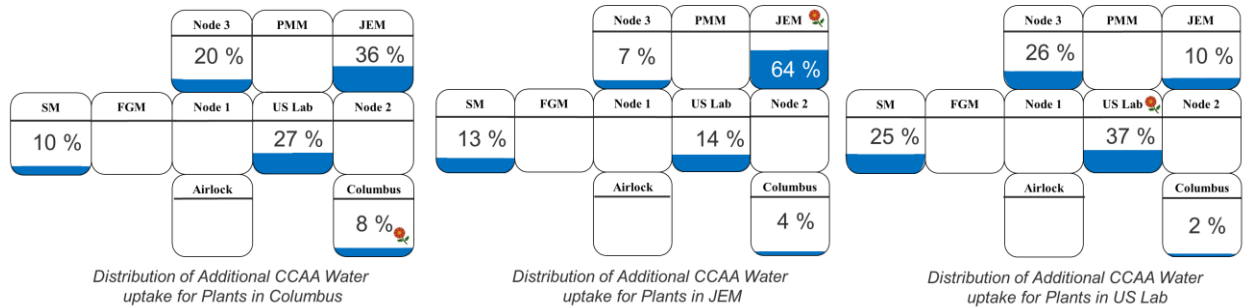 Node 3 PMM JEM
20 % 36 %
SM FGM Node 1 US Lab Node 2
10 % 27 %
Airlock Columbus
8 %
Distribution of Additional CCAA Water
uptake for Plants in Columbus
Node 3 PMM JEM
7 % 64 %
SM FGM Node 1 US Lab Node 2
13 % 14 %
Airlock Columbus
4 %
Distribution of Additional CCAA Water
uptake for Plants in JEM
Node 3 PMM JEM
26 % 10 %
SM FGM Node 1 US Lab Node 2
25 % 37 %
Airlock Columbus
2 %
Distribution of Additional CCAA Water
uptake for Plants in US Lab